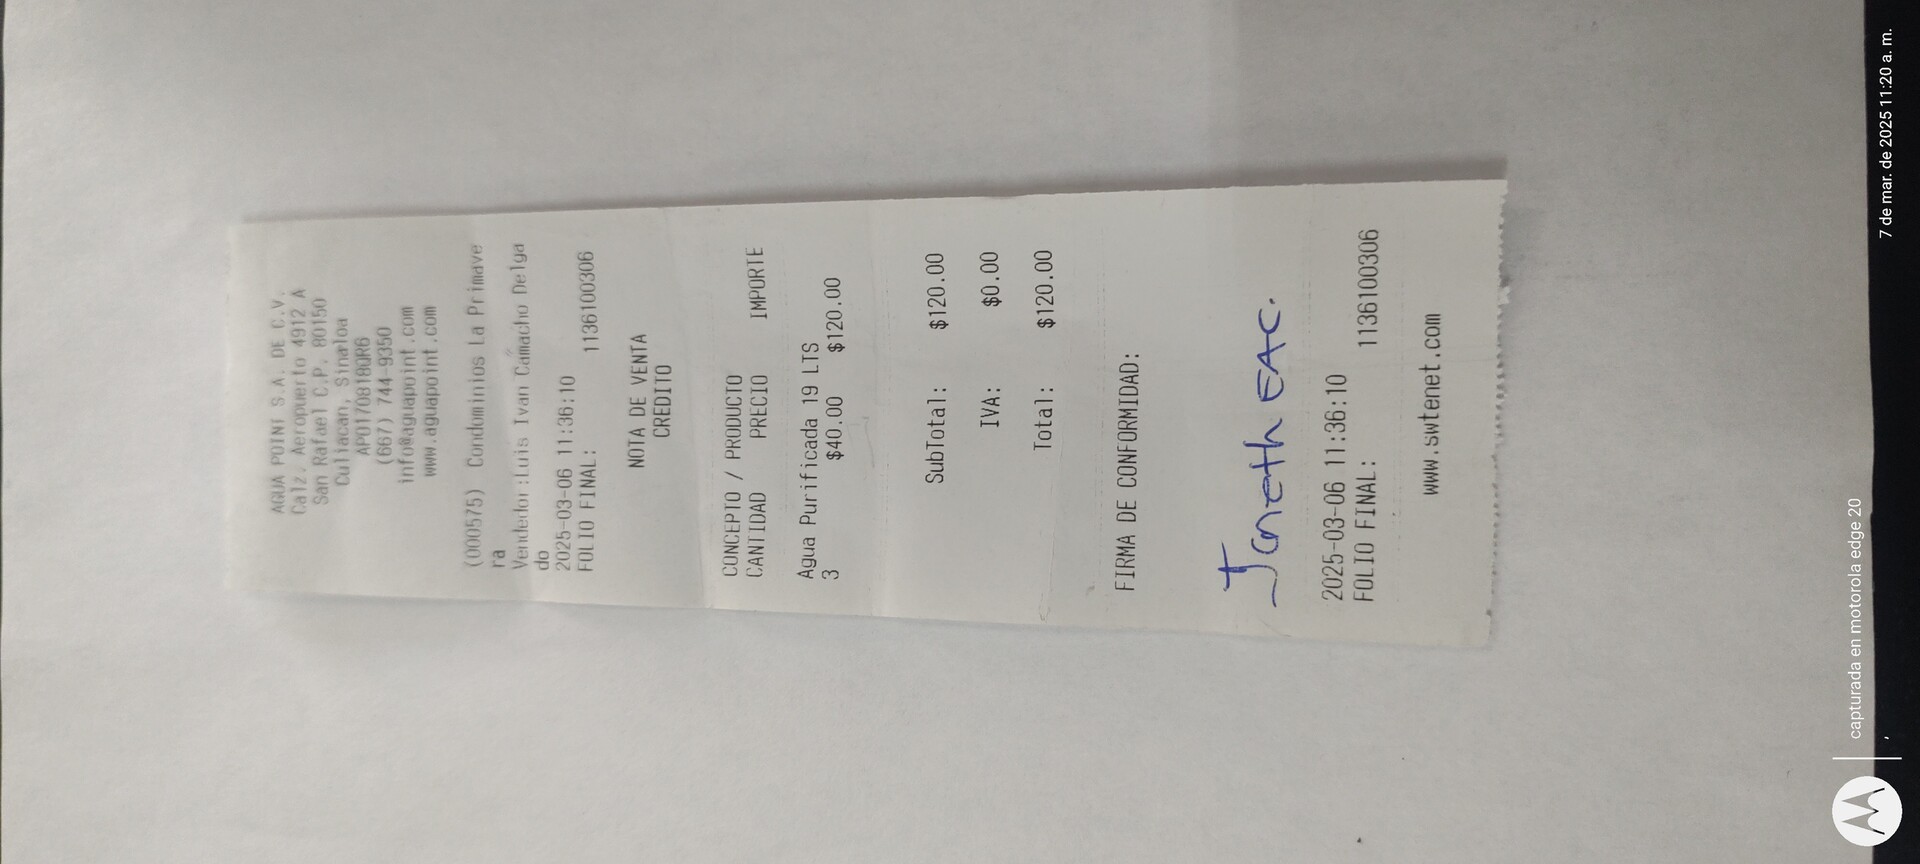 AGUA POINT S.A. DE C.V.
Calz. Aeropuerto 4912 A
San Rafael C.P. 80150
Culiacan, Sinaloa
APO170818QR6
(667) 744-9350
info@aguapoint.com
www.aguapoint.com
(000575) Condominios La Primave
ra
Vendedor:Luis Ivan Camacho Delga
do
2025-03-06 11:36:10
FOLIO FINAL: 1136100306
NOTA DE VENTA
CREDITO
CONCEPTO / PRODUCTO
CANTIDAD PRECIO IMPORTE
Agua Purificada 19 LTS
3 $40.00 $120.00
SubTotal: $120.00
IVA: $0.00
Total: $120.00
FIRMA DE CONFORMIDAD:
2025-03-06 11:36:10
FOLIO FINAL: 1136100306
www.swtenet.com
capturada en motorola edge 20
7 de mar. de 2025 11:20 a. m.